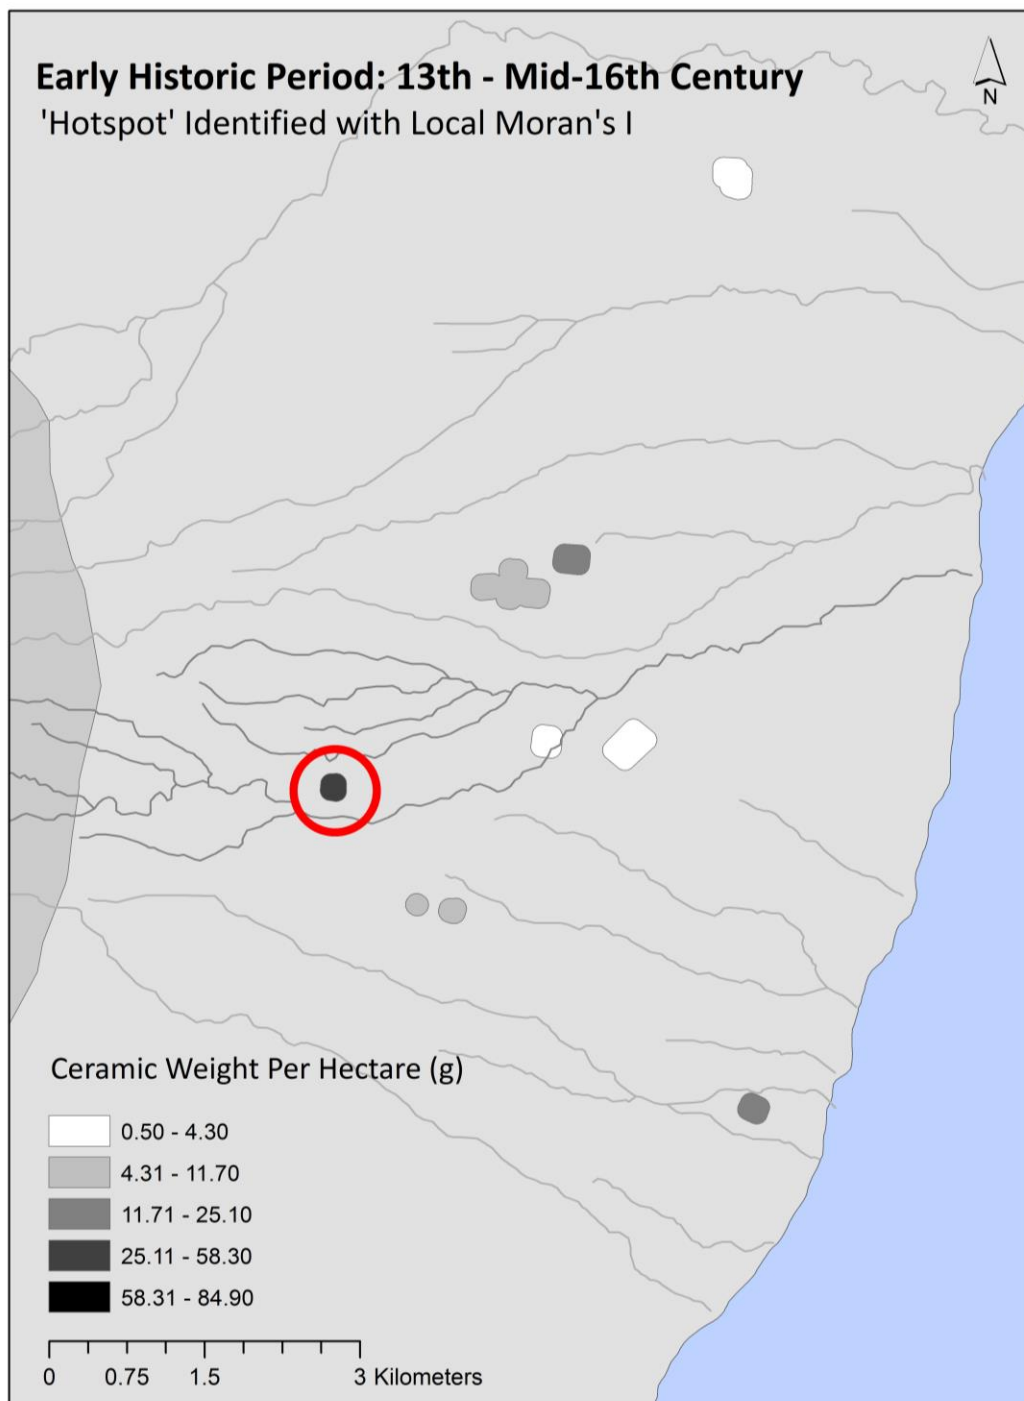 Early Historic Period: 13th - Mid-16th Century
'Hotspot' Identified with Local Moran's I
N
Ceramic Weight Per Hectare (g)
0.50 - 4.30
4.31 - 11.70
11.71 - 25.10
25.11 - 58.30
58.31 - 84.90
0 0.75 1.5 3 Kilometers